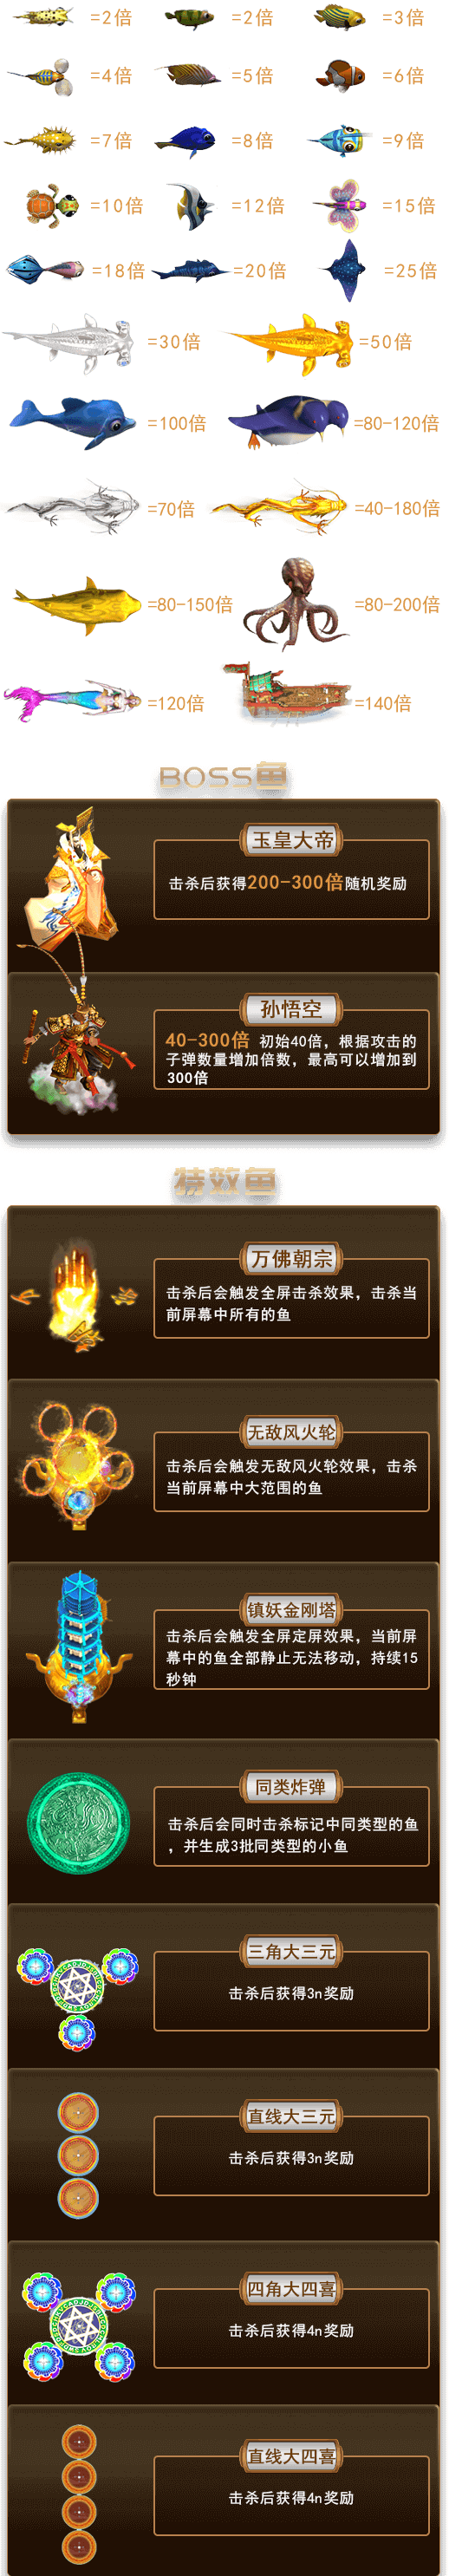 =2倍 =2倍 =3倍
=4倍 =5倍 =6倍
=7倍 =8倍 =9倍
=10倍 =12倍 =15倍
=18倍 =20倍 =25倍
=30倍 =50倍
=100倍 =80-120倍
=70倍 =40-180倍
=80-150倍 =80-200倍
=120倍 =140倍
BOSS鱼
玉皇大帝
击杀后获得200-300倍随机奖励
孙悟空
40-300倍 初始40倍，根据攻击的
子弹数量增加倍数，最高可以增加到
300倍
特效鱼
万佛朝宗
击杀后会触发全屏击杀效果，击杀当
前屏幕中所有的鱼
无敌风火轮
击杀后会触发无敌风火轮效果，击杀
当前屏幕中大范围的鱼
镇妖金刚塔
击杀后会触发全屏定屏效果，当前屏
幕中的鱼全部静止无法移动，持续15
秒钟
同类炸弹
击杀后会同时击杀标记中同类型的鱼
，并生成3批同类型的小鱼
三角大三元
击杀后获得3n奖励
直线大三元
击杀后获得3n奖励
四角大四喜
击杀后获得4n奖励
直线大四喜
击杀后获得4n奖励